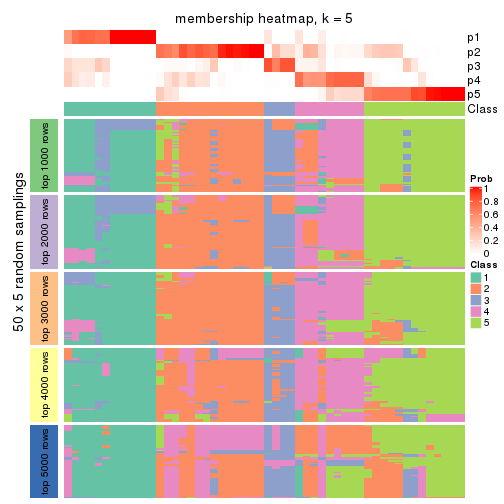 membership heatmap, k = 5
p1
p2
p3
p4
p5
Class
50 x 5 random samplings
top 1000 rows
top 2000 rows
top 3000 rows
top 4000 rows
top 5000 rows
Prob
1
0.8
0.6
0.4
0.2
0
Class
1
2
3
4
5